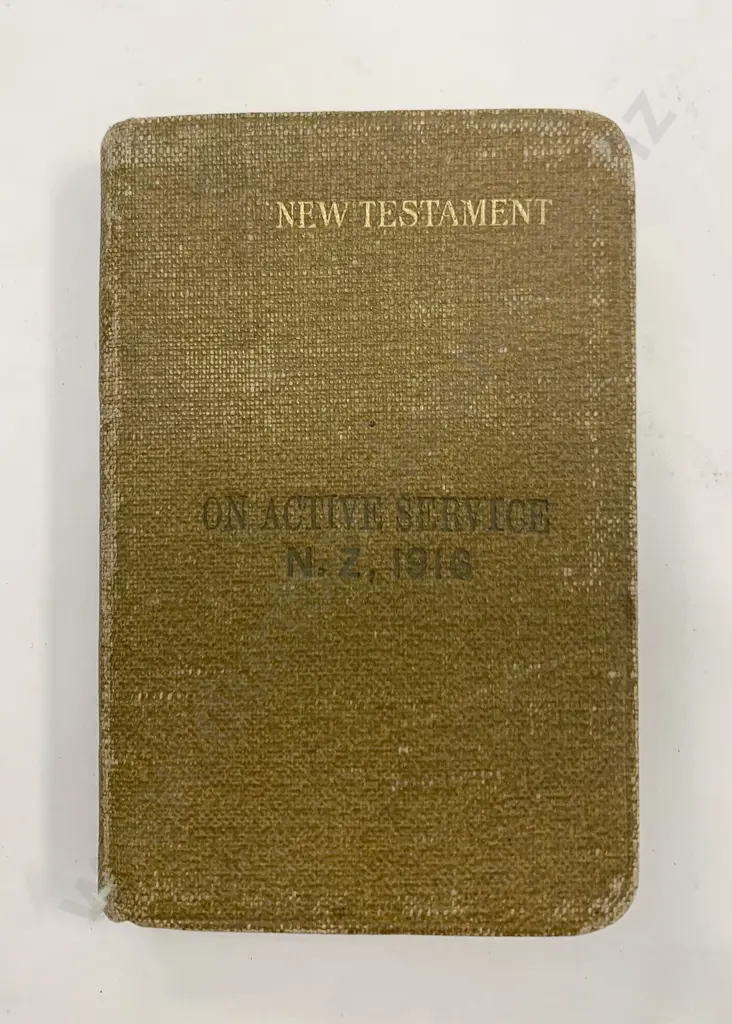 NEW TESTAMENT
ON ACTIVE SERVICE
N. Z, 1916